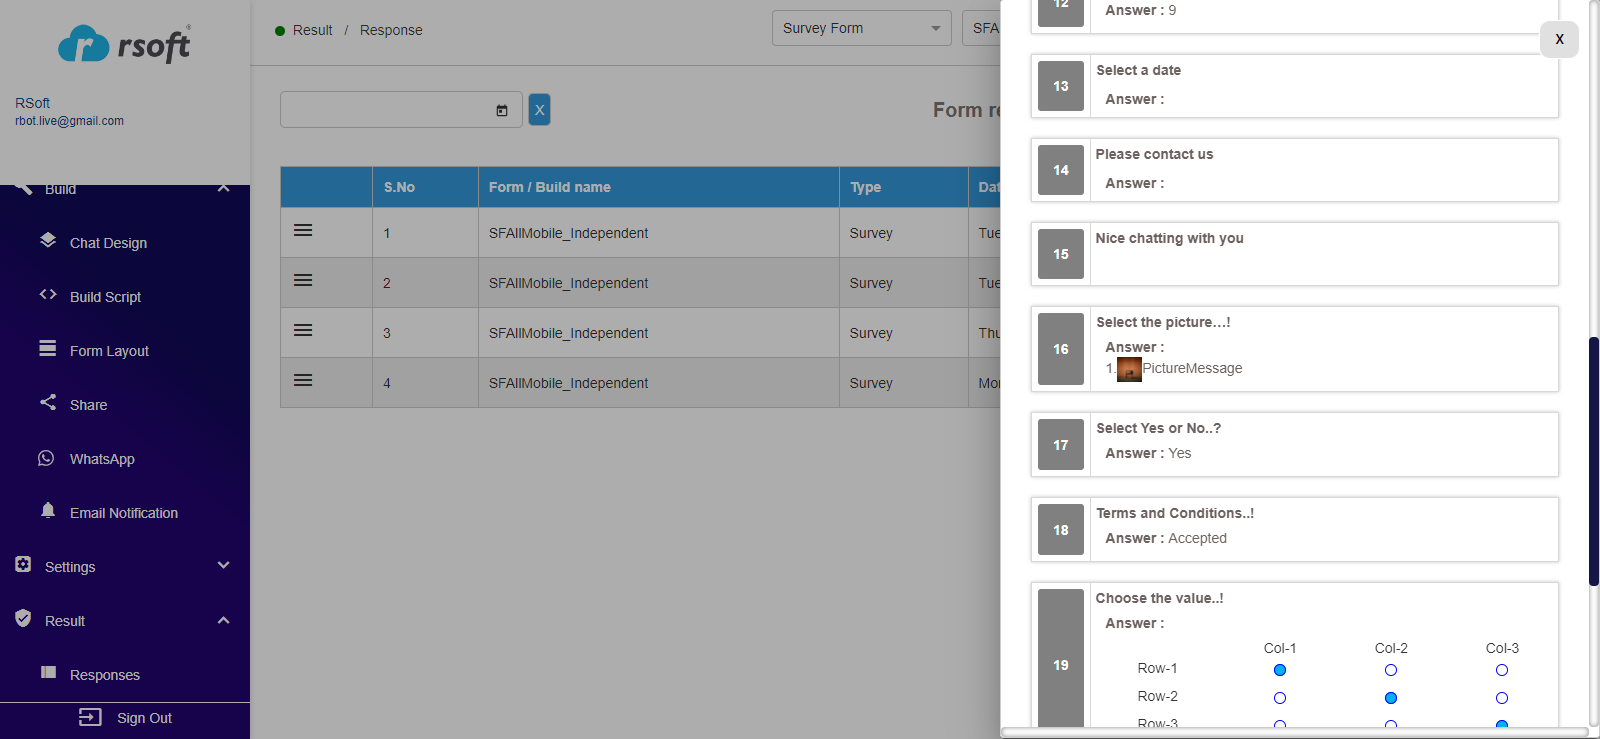 rsoft
RSoft
rbot.live@gmail.com
Build
Chat Design
Build Script
Form Layout
Share
WhatsApp
Email Notification
Settings
Result
Responses
Sign Out
Result / Response
Survey Form
SFA
X
Form re
S.No Form / Build name Type Dat
1 SFAllMobile_Independent Survey Tue
2 SFAllMobile_Independent Survey Tue
3 SFAllMobile_Independent Survey Thu
4 SFAllMobile_Independent Survey Mon
X
12
Answer : 9
13
Select a date
Answer :
14
Please contact us
Answer :
15
Nice chatting with you
16
Select the picture...!
Answer :
1. PictureMessage
17
Select Yes or No..?
Answer : Yes
18
Terms and Conditions..!
Answer : Accepted
19
Choose the value..!
Answer :
Col-1 Col-2 Col-3
Row-1
Row-2
Row-3